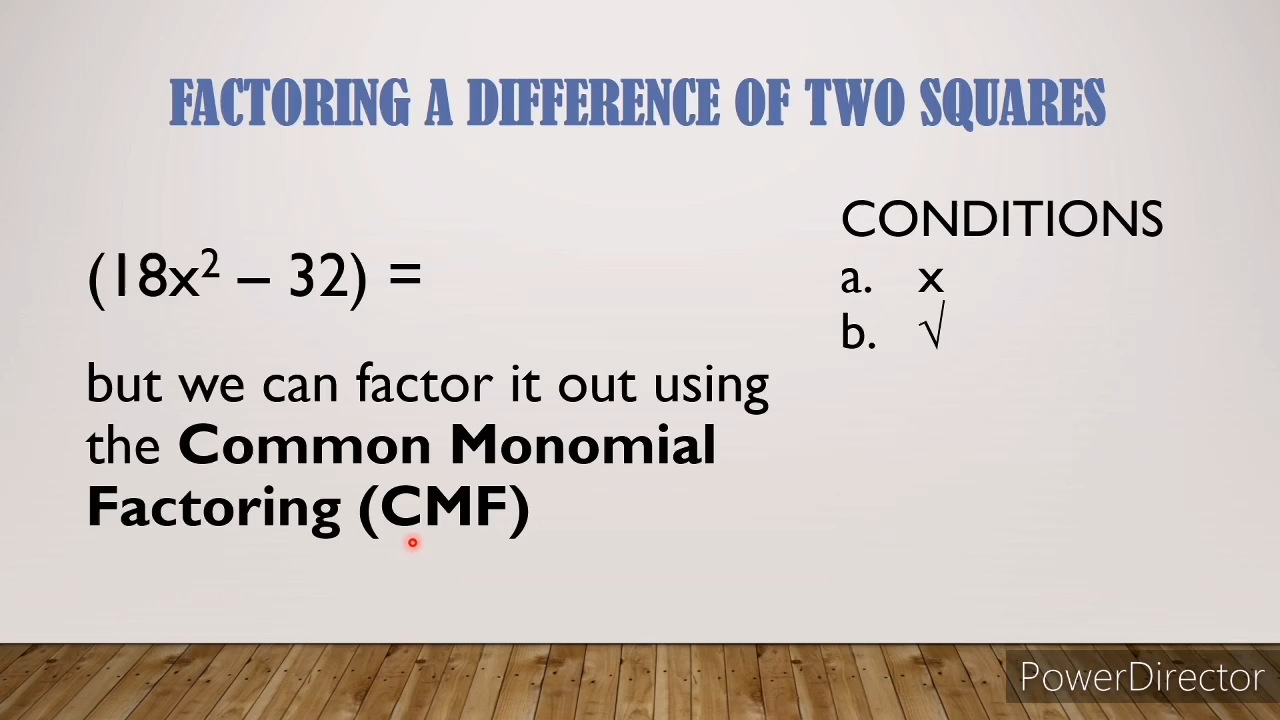 FACTORING A DIFFERENCE OF TWO SQUARES
(18x² – 32) =
but we can factor it out using
the Common Monomial
Factoring (CMF)
CONDITIONS
a. x
b. √
PowerDirector